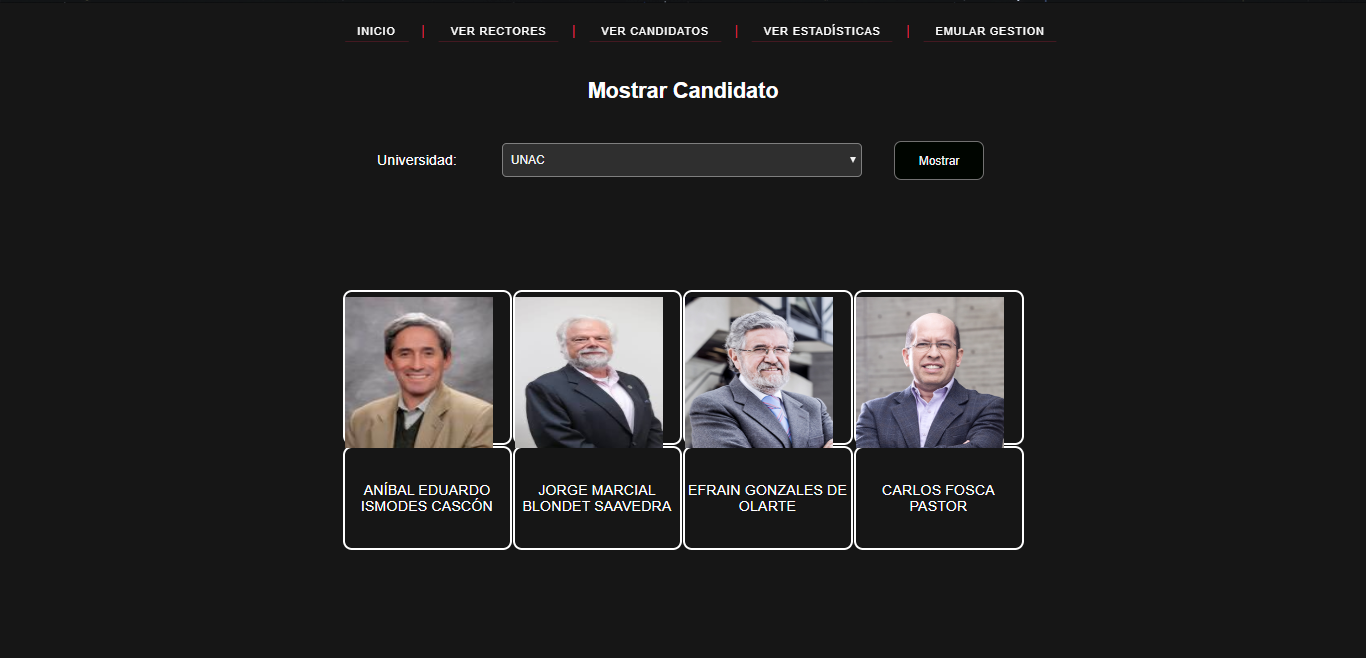 INICIO | VER RECTORES | VER CANDIDATOS | VER ESTADÍSTICAS | EMULAR GESTION
Mostrar Candidato
Universidad: UNAC Mostrar
ANÍBAL EDUARDO
ISMODES CASCÓN
JORGE MARCIAL
BLONDET SAAVEDRA
EFRAIN GONZALES DE
OLARTE
CARLOS FOSCA
PASTOR